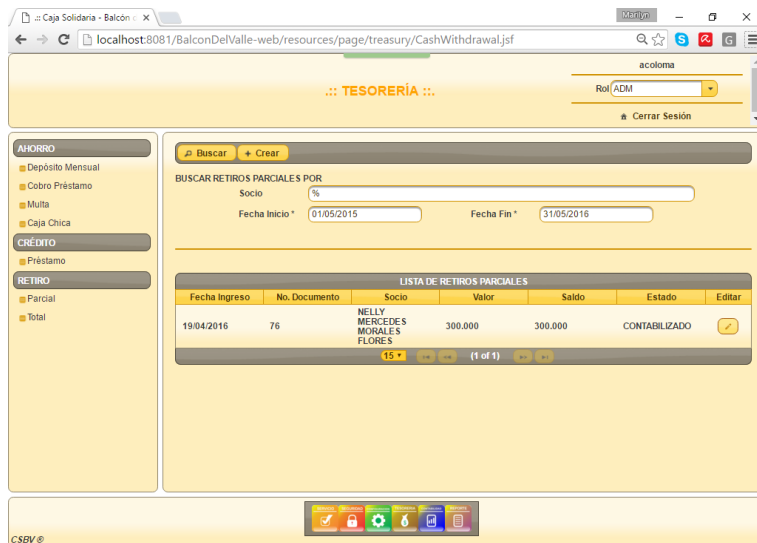 .:: Caja Solidaria - Balcón
Marilyn
localhost:8081/BalconDelValle-web/resources/page/treasury/CashWithdrawal.jsf
.:: TESORERÍA ::.
acoloma
Rol ADM
Cerrar Sesión
AHORRO
Depósito Mensual
Cobro Préstamo
Multa
Caja Chica
CRÉDITO
Préstamo
RETIRO
Parcial
Total
Buscar + Crear
BUSCAR RETIROS PARCIALES POR
Socio %
Fecha Inicio * 01/05/2015 Fecha Fin * 31/05/2016
LISTA DE RETIROS PARCIALES
Fecha Ingreso No. Documento Socio Valor Saldo Estado Editar
19/04/2016 76 NELLY MERCEDES MORALES FLORES 300.000 300.000 CONTABILIZADO
15 (1 of 1)
CSBV ®